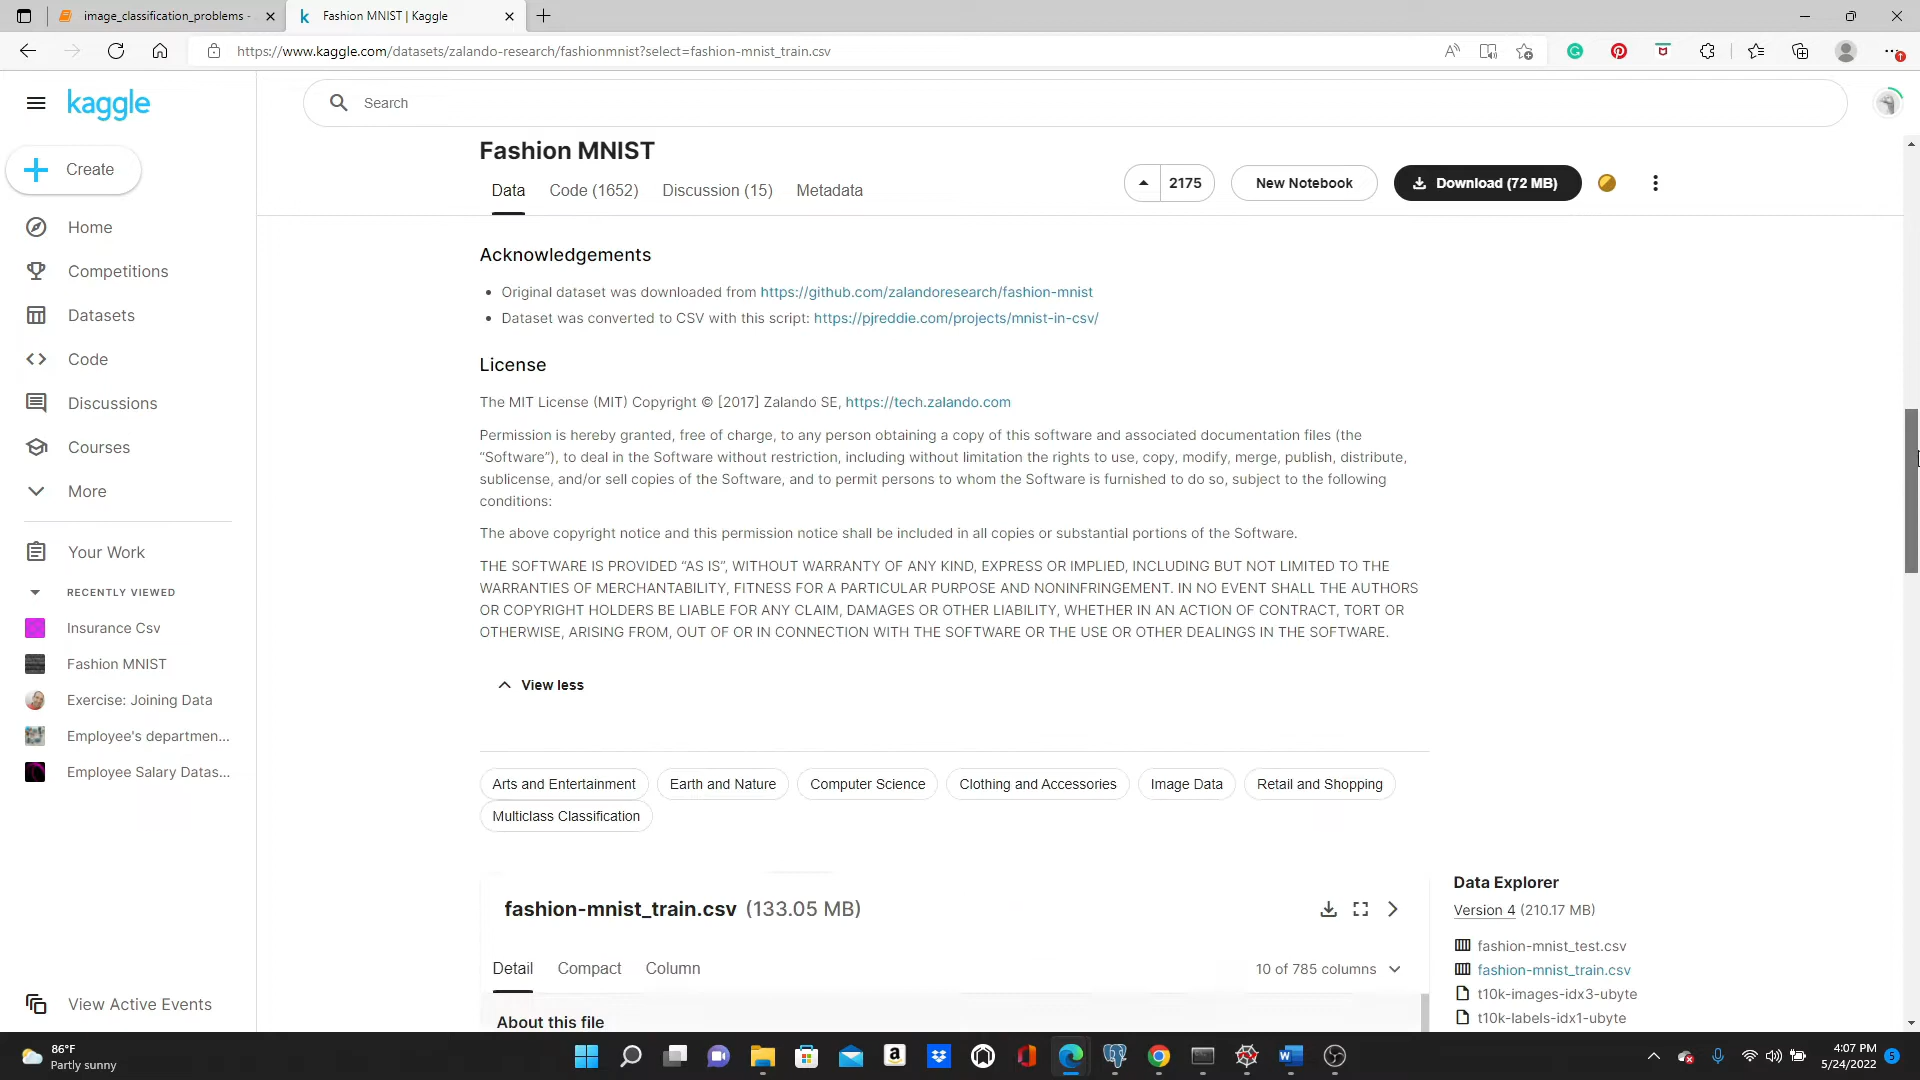 image_classification_problems -
Fashion MNIST | Kaggle
https://www.kaggle.com/datasets/zalando-research/fashionmnist?select=fashion-mnist_train.csv
kaggle
Search
Create
Home
Competitions
Datasets
Code
Discussions
Courses
More
Your Work
RECENTLY VIEWED
Insurance Csv
Fashion MNIST
Exercise: Joining Data
Employee's departmen...
Employee Salary Datas...
View Active Events
Fashion MNIST
Data
Code (1652)
Discussion (15)
Metadata
2175
New Notebook
Download (72 MB)
Acknowledgements
• Original dataset was downloaded from https://github.com/zalandoresearch/fashion-mnist
• Dataset was converted to CSV with this script: https://pjreddie.com/projects/mnist-in-csv/
License
The MIT License (MIT) Copyright © [2017] Zalando SE, https://tech.zalando.com
Permission is hereby granted, free of charge, to any person obtaining a copy of this software and associated documentation files (the
“Software”), to deal in the Software without restriction, including without limitation the rights to use, copy, modify, merge, publish, distribute,
sublicense, and/or sell copies of the Software, and to permit persons to whom the Software is furnished to do so, subject to the following
conditions:
The above copyright notice and this permission notice shall be included in all copies or substantial portions of the Software.
THE SOFTWARE IS PROVIDED “AS IS”, WITHOUT WARRANTY OF ANY KIND, EXPRESS OR IMPLIED, INCLUDING BUT NOT LIMITED TO THE
WARRANTIES OF MERCHANTABILITY, FITNESS FOR A PARTICULAR PURPOSE AND NONINFRINGEMENT. IN NO EVENT SHALL THE AUTHORS
OR COPYRIGHT HOLDERS BE LIABLE FOR ANY CLAIM, DAMAGES OR OTHER LIABILITY, WHETHER IN AN ACTION OF CONTRACT, TORT OR
OTHERWISE, ARISING FROM, OUT OF OR IN CONNECTION WITH THE SOFTWARE OR THE USE OR OTHER DEALINGS IN THE SOFTWARE.
View less
Arts and Entertainment
Earth and Nature
Computer Science
Clothing and Accessories
Image Data
Retail and Shopping
Multiclass Classification
fashion-mnist_train.csv (133.05 MB)
Detail
Compact
Column
10 of 785 columns
About this file
Data Explorer
Version 4 (210.17 MB)
fashion-mnist_test.csv
fashion-mnist_train.csv
t10k-images-idx3-ubyte
t10k-labels-idx1-ubyte
86°F
Partly sunny
4:07 PM
5/24/2022
5